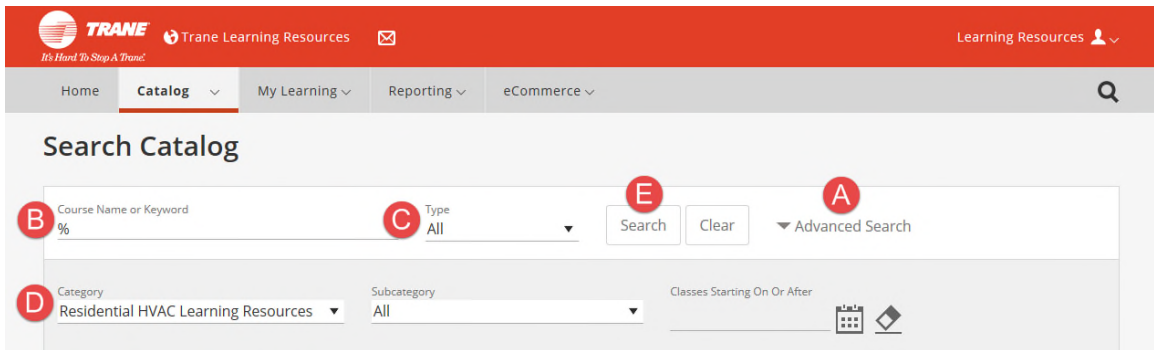 TRANE
It's Hard To Stop A Trane.
Trane Learning Resources
Learning Resources
Home Catalog My Learning Reporting eCommerce
Search Catalog
E A
B Course Name or Keyword C Type
% All Search Clear Advanced Search
D Category Subcategory Classes Starting On Or After
Residential HVAC Learning Resources All